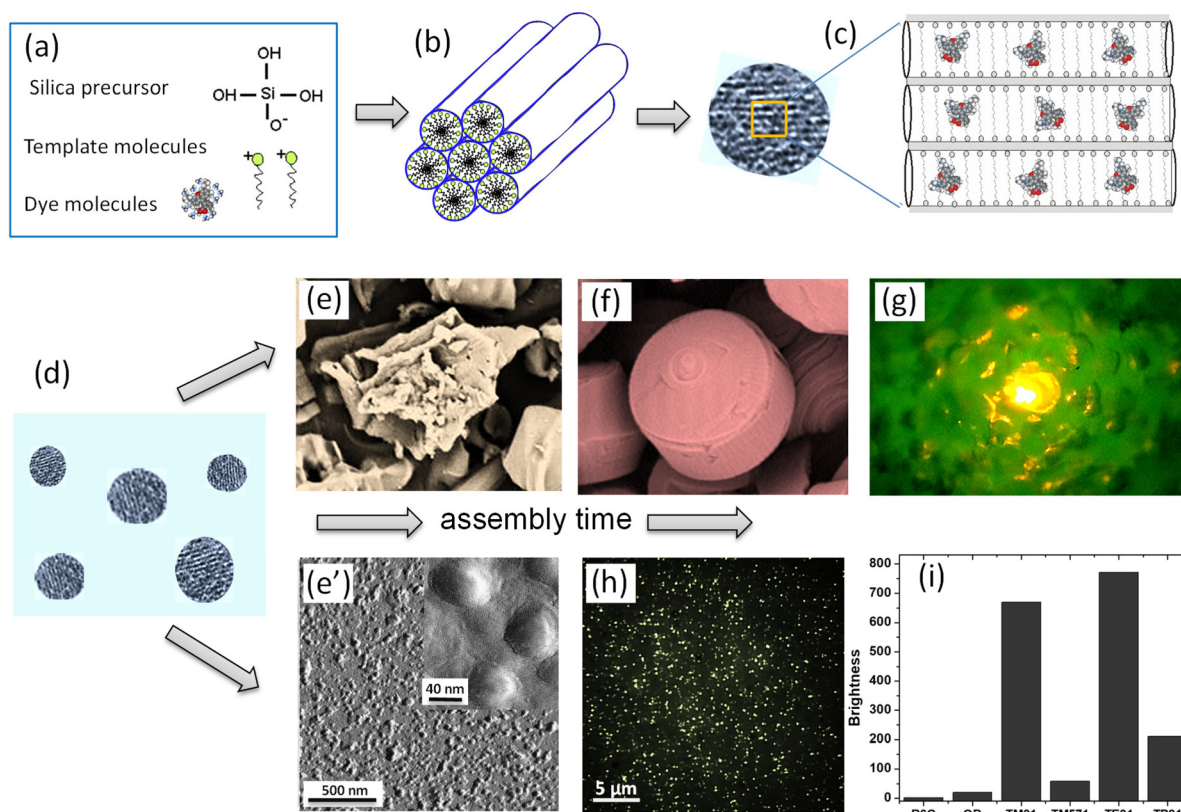 (a)
Silica precursor
OH
OH Si OH
O-
Template molecules
+ +
Dye molecules
(b)
(c)
(d)
(e)
(f)
(g)
assembly time
(e')
40 nm
500 nm
(h)
5 μm
(i)
Brightness
800
700
600
500
400
300
200
100
0